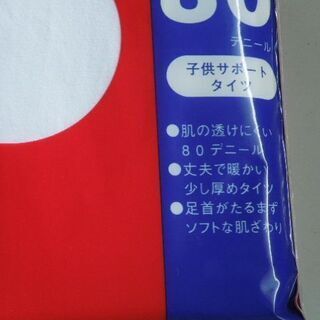 80
デニール
子供サポート
タイツ
●肌の透けにくい
80デニール
●丈夫で暖かい
少し厚めタイツ
●足首がたるまず
ソフトな肌ざわり